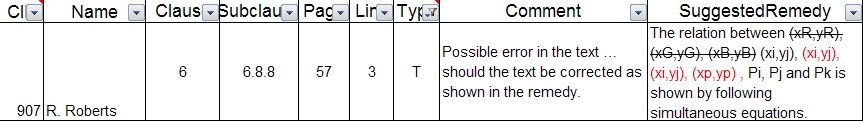 Cl Name Claus Subclau Pag Lir Typ Comment SuggestedRemedy
The relation between (xR,yR),
(xG,yG), (xB,yB) (xi,yj), (xi,yj),
(xi,yj), (xp,yp) , Pi, Pj and Pk is
shown by following
simultaneous equations.
Possible error in the text …
should the text be corrected as
shown in the remedy.
6 6.8.8 57 3 T
907 R. Roberts